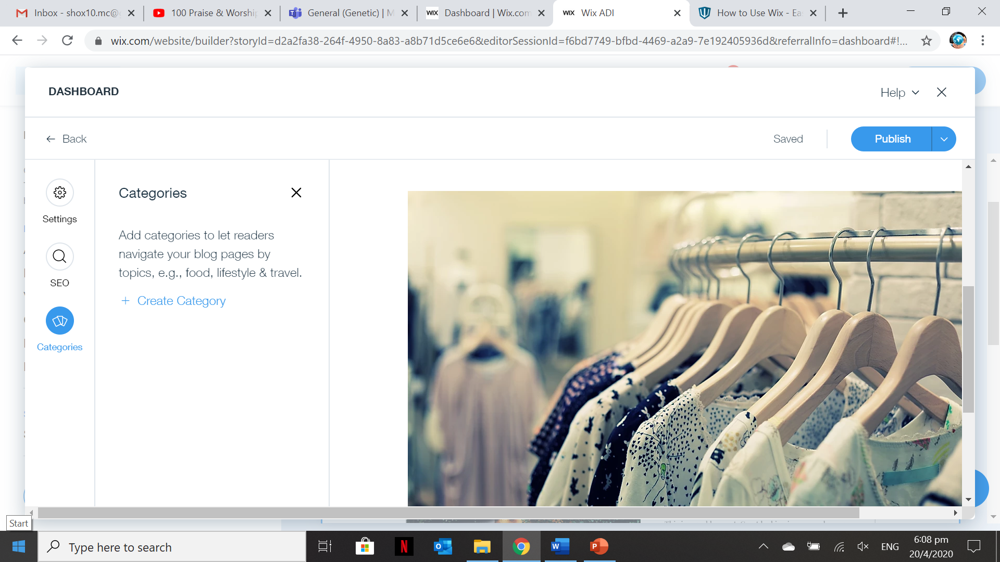 Inbox - shox10.mc@
100 Praise & Worship
General (Genetic) | M
WIX Dashboard | Wix.com
WIX Wix ADI
How to Use Wix - Ea
wix.com/website/builder?storyId=d2a2fa38-264f-4950-8a83-a8b71d5ce6e6&editorSessionId=f6bd7749-bfbd-4469-a2a9-7e192405936d&referralInfo=dashboard#!...
DASHBOARD
Help
Back
Saved
Publish
Settings
SEO
Categories
Categories
Add categories to let readers
navigate your blog pages by
topics, e.g., food, lifestyle & travel.
+ Create Category
Start
Type here to search
ENG
6:08 pm
20/4/2020